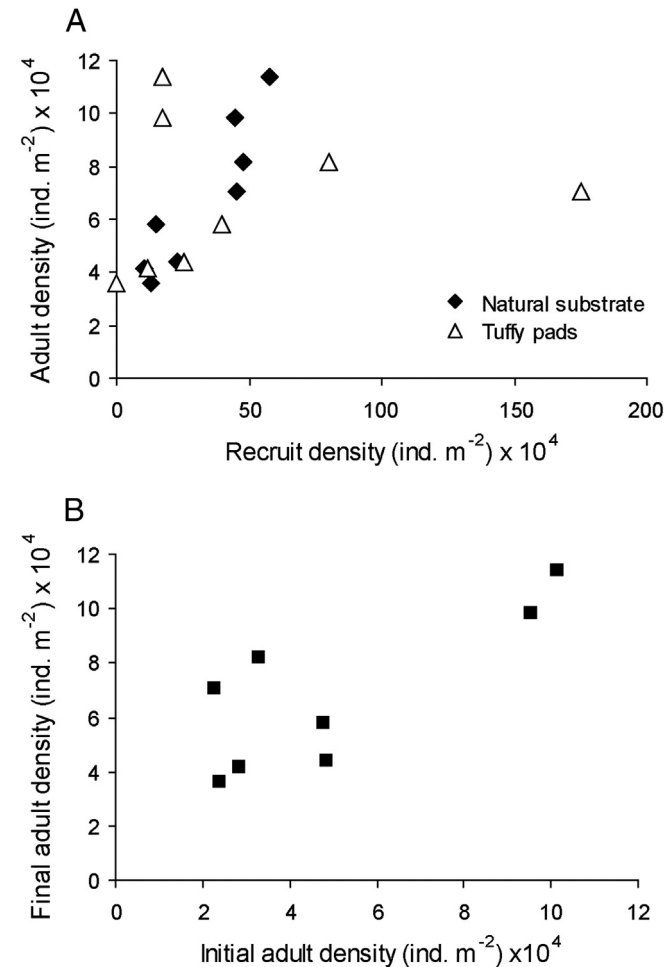 A
Adult density (ind. m⁻²) x 10⁴
12
10
8
6
4
2
0
Natural substrate
Tuffy pads
0 50 100 150 200
Recruit density (ind. m⁻²) x 10⁴
B
Final adult density (ind. m⁻²) x 10⁴
12
10
8
6
4
2
0
0 2 4 6 8 10 12
Initial adult density (ind. m⁻²) x10⁴